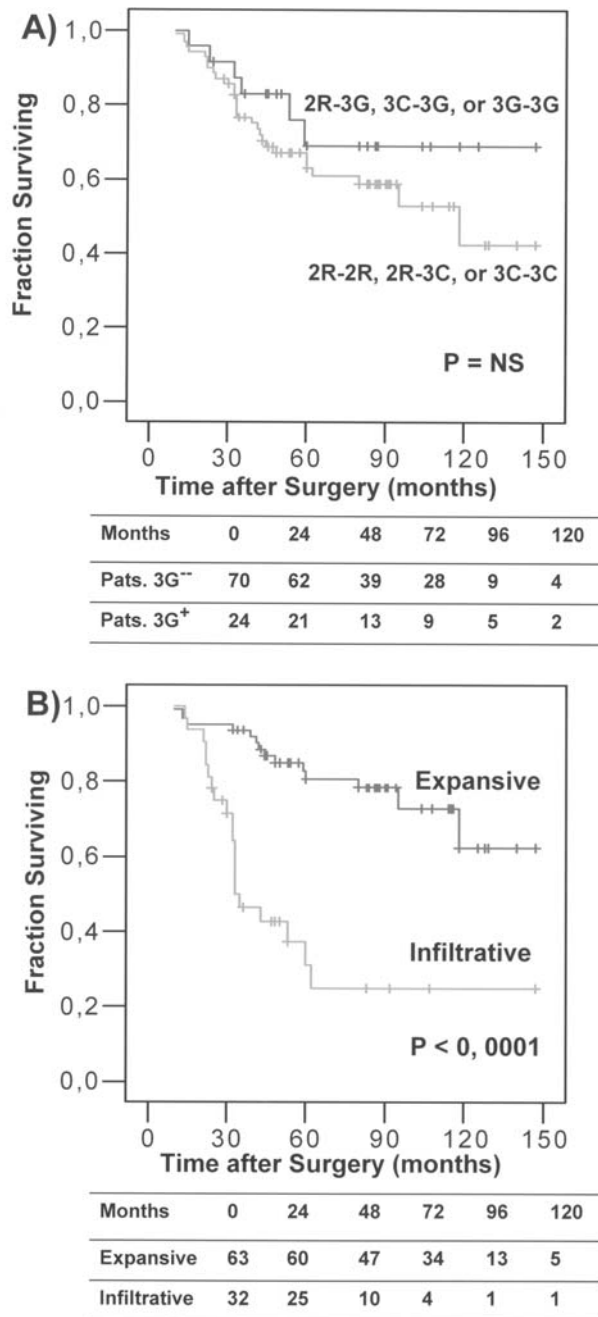 A)
Fraction Surviving
1,0
0,8
0,6
0,4
0,2
0,0
2R-3G, 3C-3G, or 3G-3G
2R-2R, 2R-3C, or 3C-3C
P = NS
0 30 60 90 120 150
Time after Surgery (months)
Months 0 24 48 72 96 120
Pats. 3G-- 70 62 39 28 9 4
Pats. 3G+ 24 21 13 9 5 2
B)
Fraction Surviving
1,0
0,8
0,6
0,4
0,2
0,0
Expansive
Infiltrative
P < 0, 0001
0 30 60 90 120 150
Time after Surgery (months)
Months 0 24 48 72 96 120
Expansive 63 60 47 34 13 5
Infiltrative 32 25 10 4 1 1